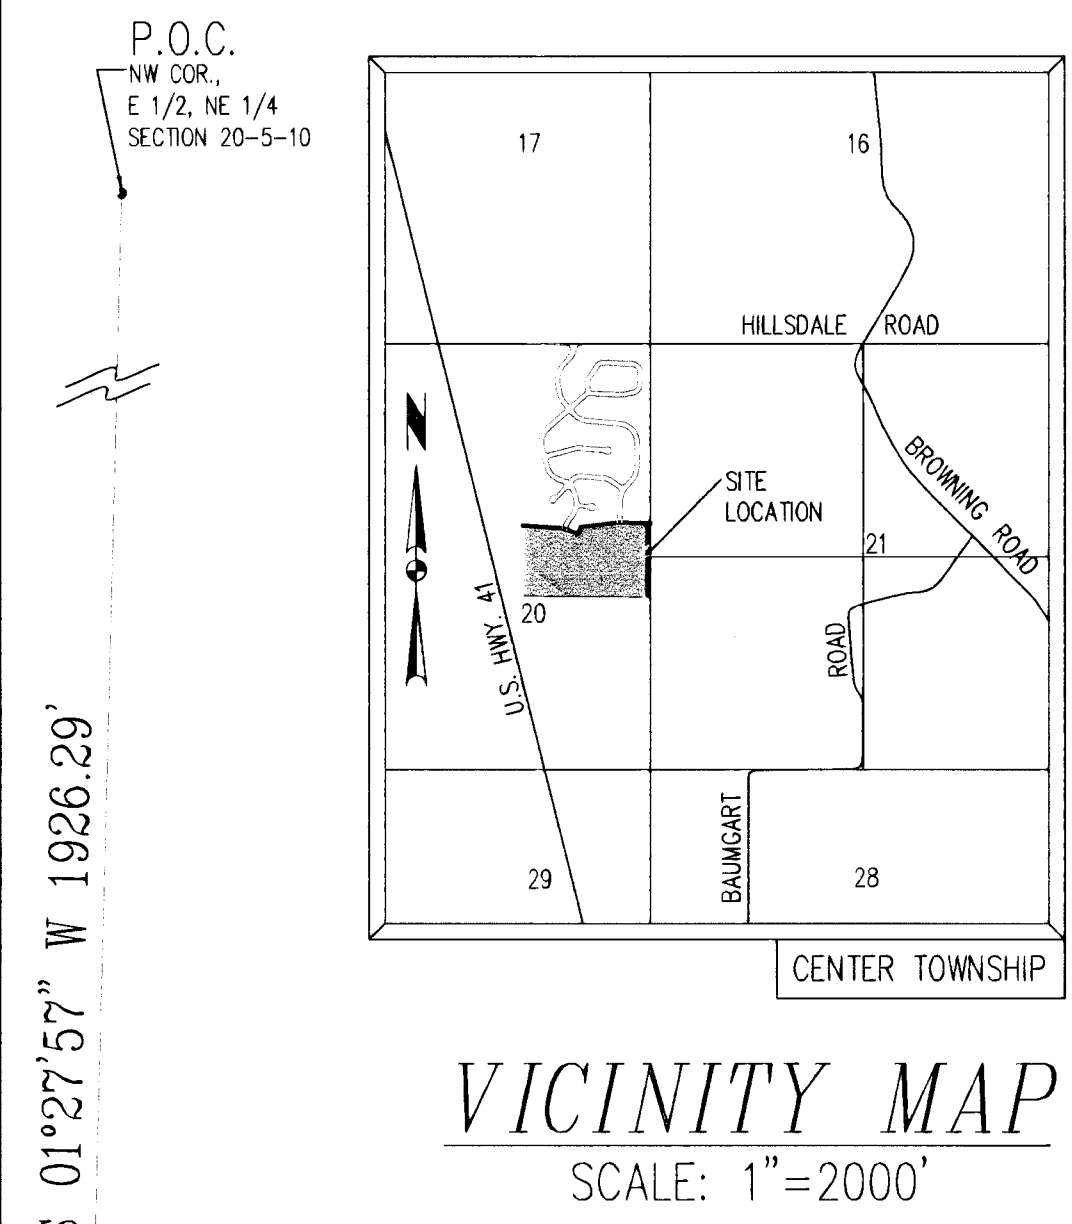 P.O.C.
NW COR.,
E 1/2, NE 1/4
SECTION 20-5-10
01°27'57" W 1926.29'
17
16
HILLSDALE ROAD
N
BROWNING ROAD
SITE
LOCATION
21
20
U.S. HWY. 41
ROAD
BAUMGART
29
28
CENTER TOWNSHIP
VICINITY MAP
SCALE: 1"=2000'